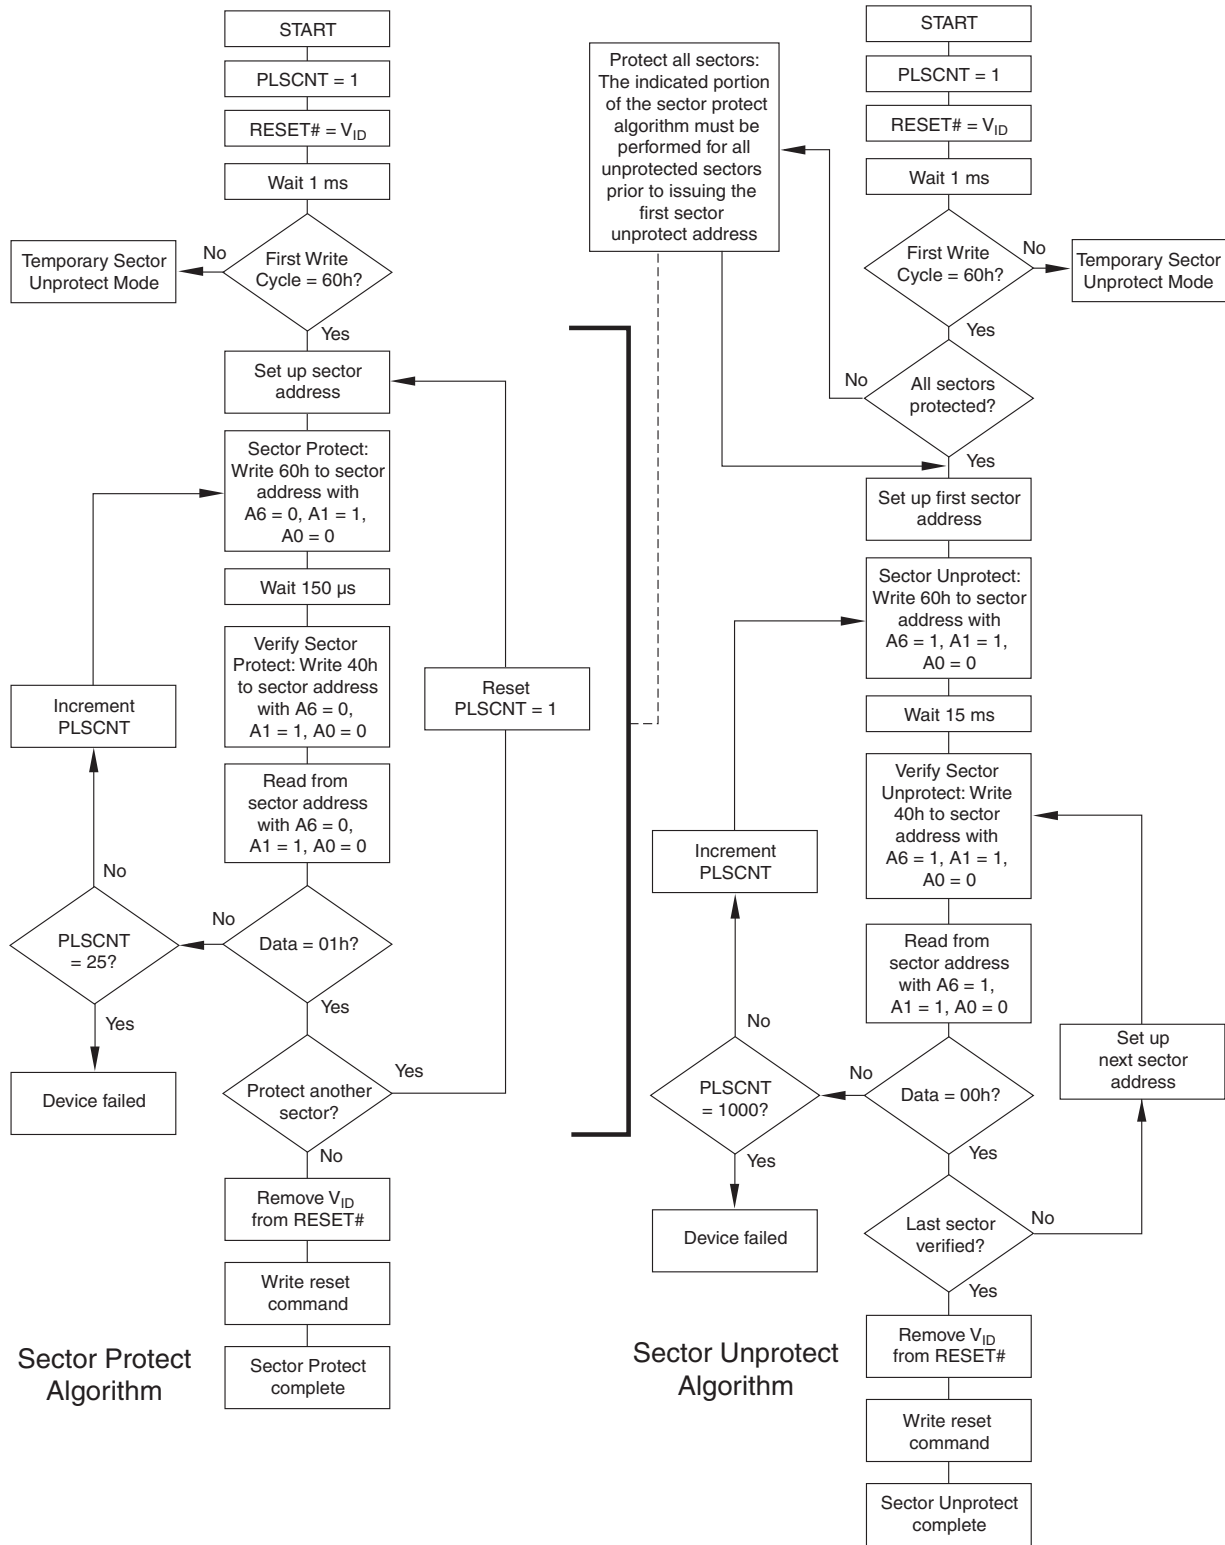 START
PLSCNT = 1
RESET# = VID
Wait 1 ms
First Write
Cycle = 60h?
No
Temporary Sector
Unprotect Mode
Yes
Set up sector
address
Sector Protect:
Write 60h to sector
address with
A6 = 0, A1 = 1,
A0 = 0
Wait 150 µs
Verify Sector
Protect: Write 40h
to sector address
with A6 = 0,
A1 = 1, A0 = 0
Increment
PLSCNT
Reset
PLSCNT = 1
Read from
sector address
with A6 = 0,
A1 = 1, A0 = 0
No
No
PLSCNT
= 25?
Data = 01h?
Yes
Yes
Device failed
Protect another
sector?
Yes
No
Remove VID
from RESET#
Write reset
command
Sector Protect
complete
Sector Protect
Algorithm
Protect all sectors:
The indicated portion
of the sector protect
algorithm must be
performed for all
unprotected sectors
prior to issuing the
first sector
unprotect address
START
PLSCNT = 1
RESET# = VID
Wait 1 ms
First Write
Cycle = 60h?
No
Temporary Sector
Unprotect Mode
Yes
No
All sectors
protected?
Yes
Set up first sector
address
Sector Unprotect:
Write 60h to sector
address with
A6 = 1, A1 = 1,
A0 = 0
Wait 15 ms
Verify Sector
Unprotect: Write
40h to sector
address with
A6 = 1, A1 = 1,
A0 = 0
Increment
PLSCNT
Read from
sector address
with A6 = 1,
A1 = 1, A0 = 0
No
No
PLSCNT
= 1000?
Data = 00h?
Set up
next sector
address
Yes
Yes
Device failed
Last sector
verified?
No
Yes
Remove VID
from RESET#
Write reset
command
Sector Unprotect
complete
Sector Unprotect
Algorithm